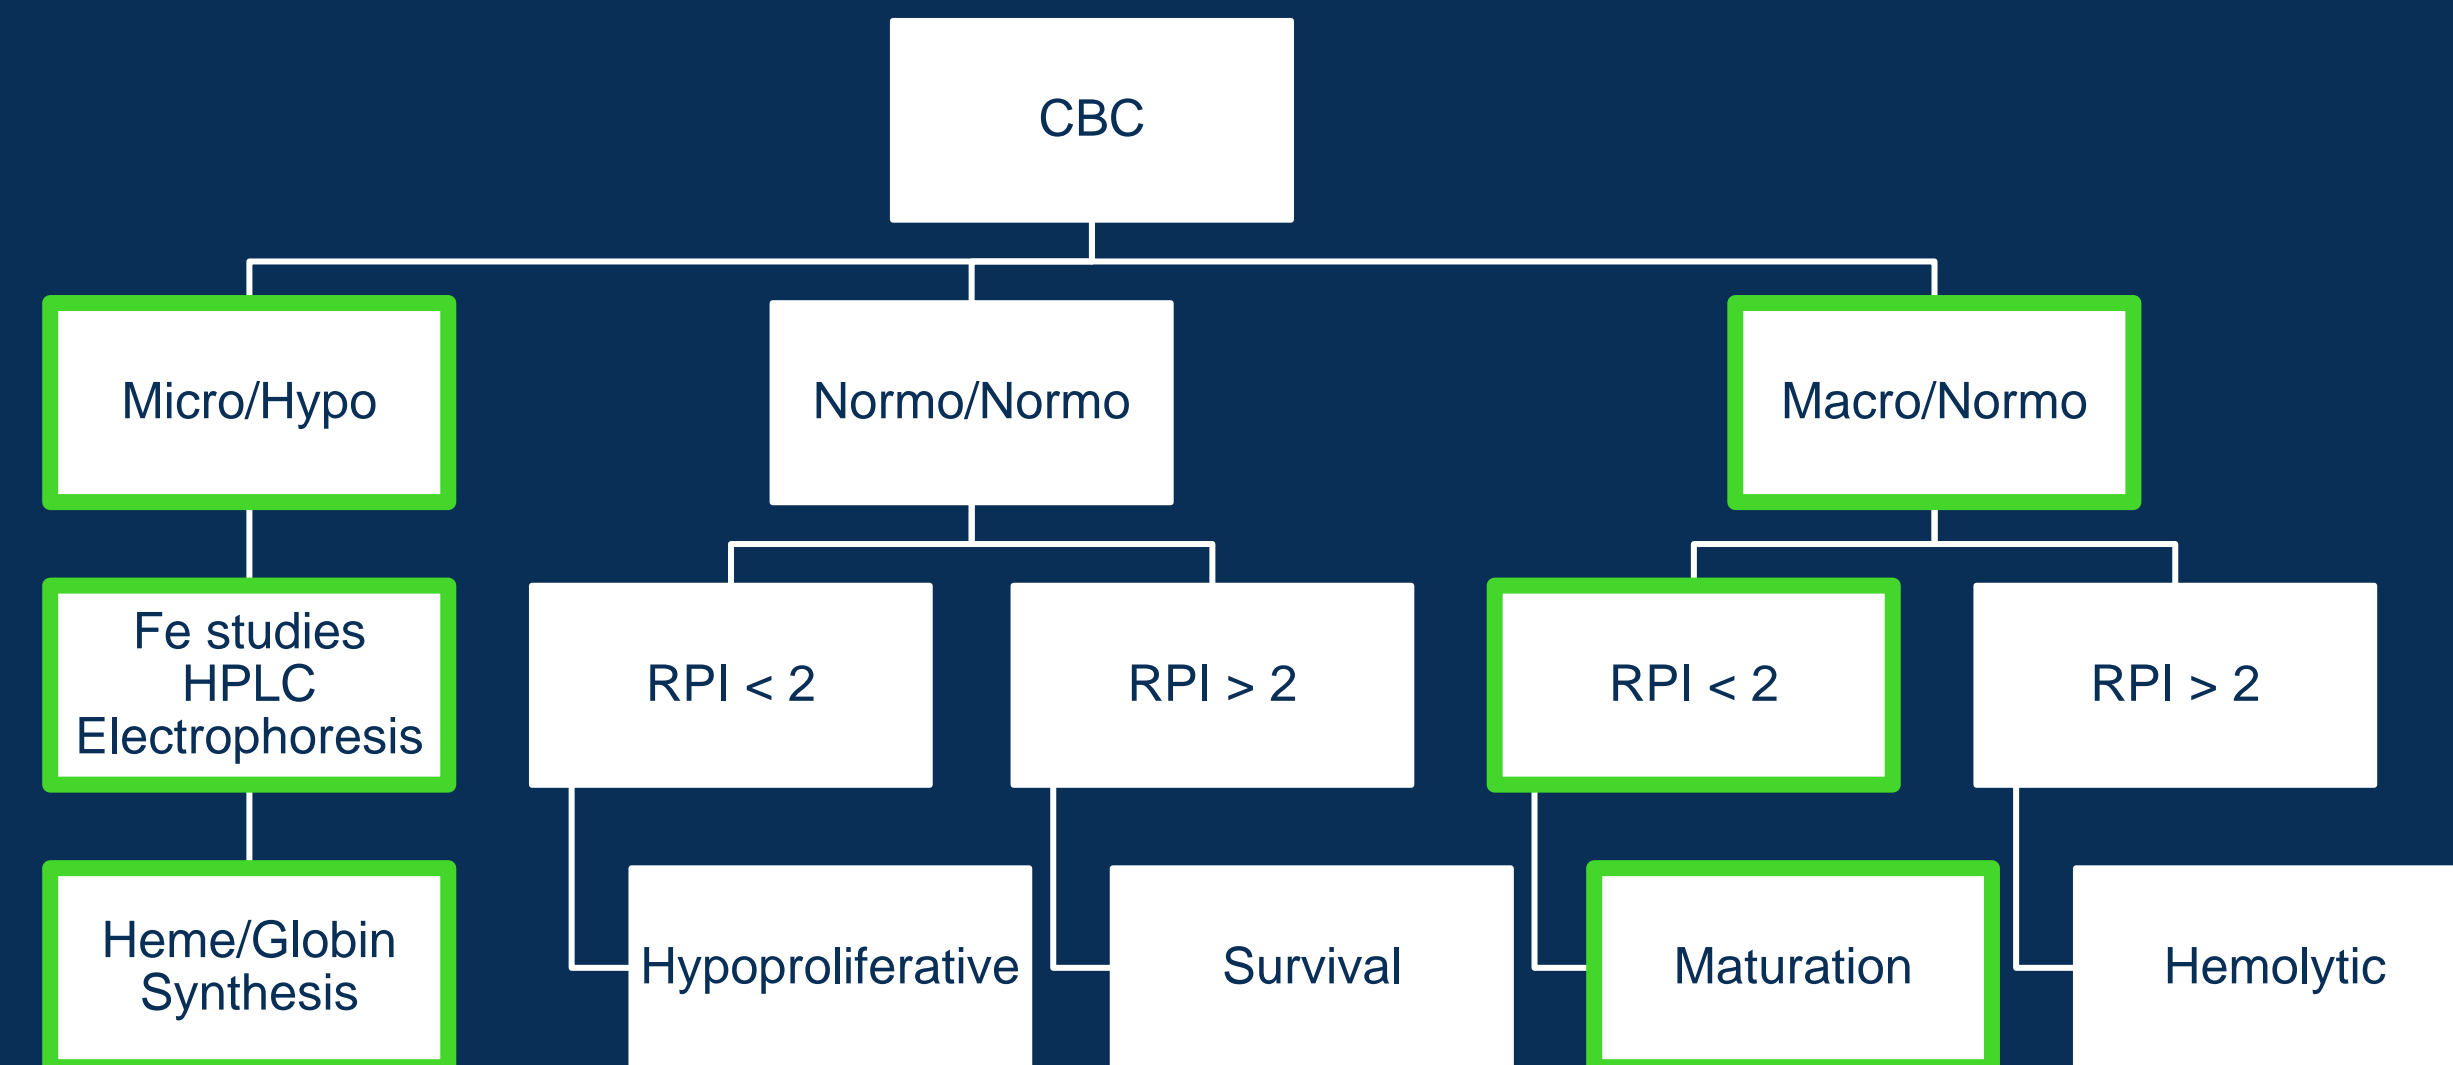 CBC
Micro/Hypo
Normo/Normo
Macro/Normo
Fe studies
HPLC
Electrophoresis
RPI < 2
RPI > 2
RPI < 2
RPI > 2
Heme/Globin
Synthesis
Hypoproliferative
Survival
Maturation
Hemolytic